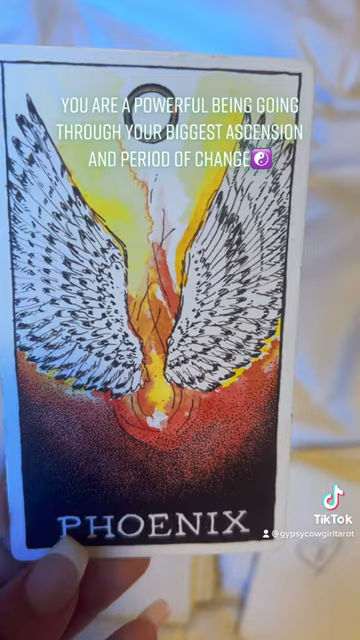 YOU ARE A POWERFUL BEING GOING
THROUGH YOUR BIGGEST ASCENSION
AND PERIOD OF CHANGE☯️
PHOENIX
TikTok
@gypsycowgirltarot